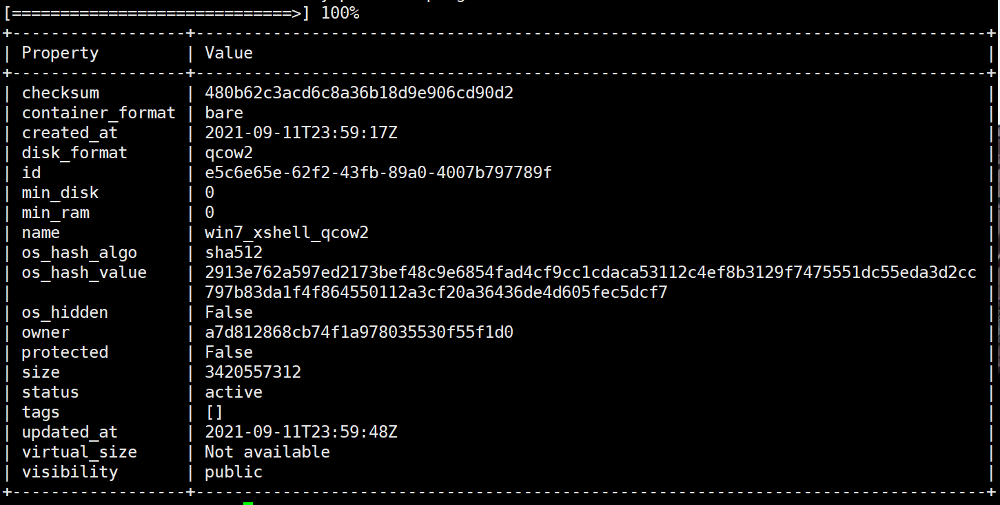 [=============================>] 100%
+------------------+----------------------------------------------------------------------------------+
| Property         | Value                                                                            |
+------------------+----------------------------------------------------------------------------------+
| checksum         | 480b62c3acd6c8a36b18d9e906cd90d2                                                 |
| container_format | bare                                                                             |
| created_at       | 2021-09-11T23:59:17Z                                                             |
| disk_format      | qcow2                                                                            |
| id               | e5c6e65e-62f2-43fb-89a0-4007b797789f                                             |
| min_disk         | 0                                                                                |
| min_ram          | 0                                                                                |
| name             | win7_xshell_qcow2                                                                |
| os_hash_algo     | sha512                                                                           |
| os_hash_value    | 2913e762a597ed2173bef48c9e6854fad4cf9cc1cdaca53112c4ef8b3129f7475551dc55eda3d2cc |
|                  | 797b83da1f4f864550112a3cf20a36436de4d605fec5dcf7                                 |
| os_hidden        | False                                                                            |
| owner            | a7d812868cb74f1a978035530f55f1d0                                                 |
| protected        | False                                                                            |
| size             | 3420557312                                                                       |
| status           | active                                                                           |
| tags             | []                                                                               |
| updated_at       | 2021-09-11T23:59:48Z                                                             |
| virtual_size     | Not available                                                                    |
| visibility       | public                                                                           |
+------------------+----------------------------------------------------------------------------------+